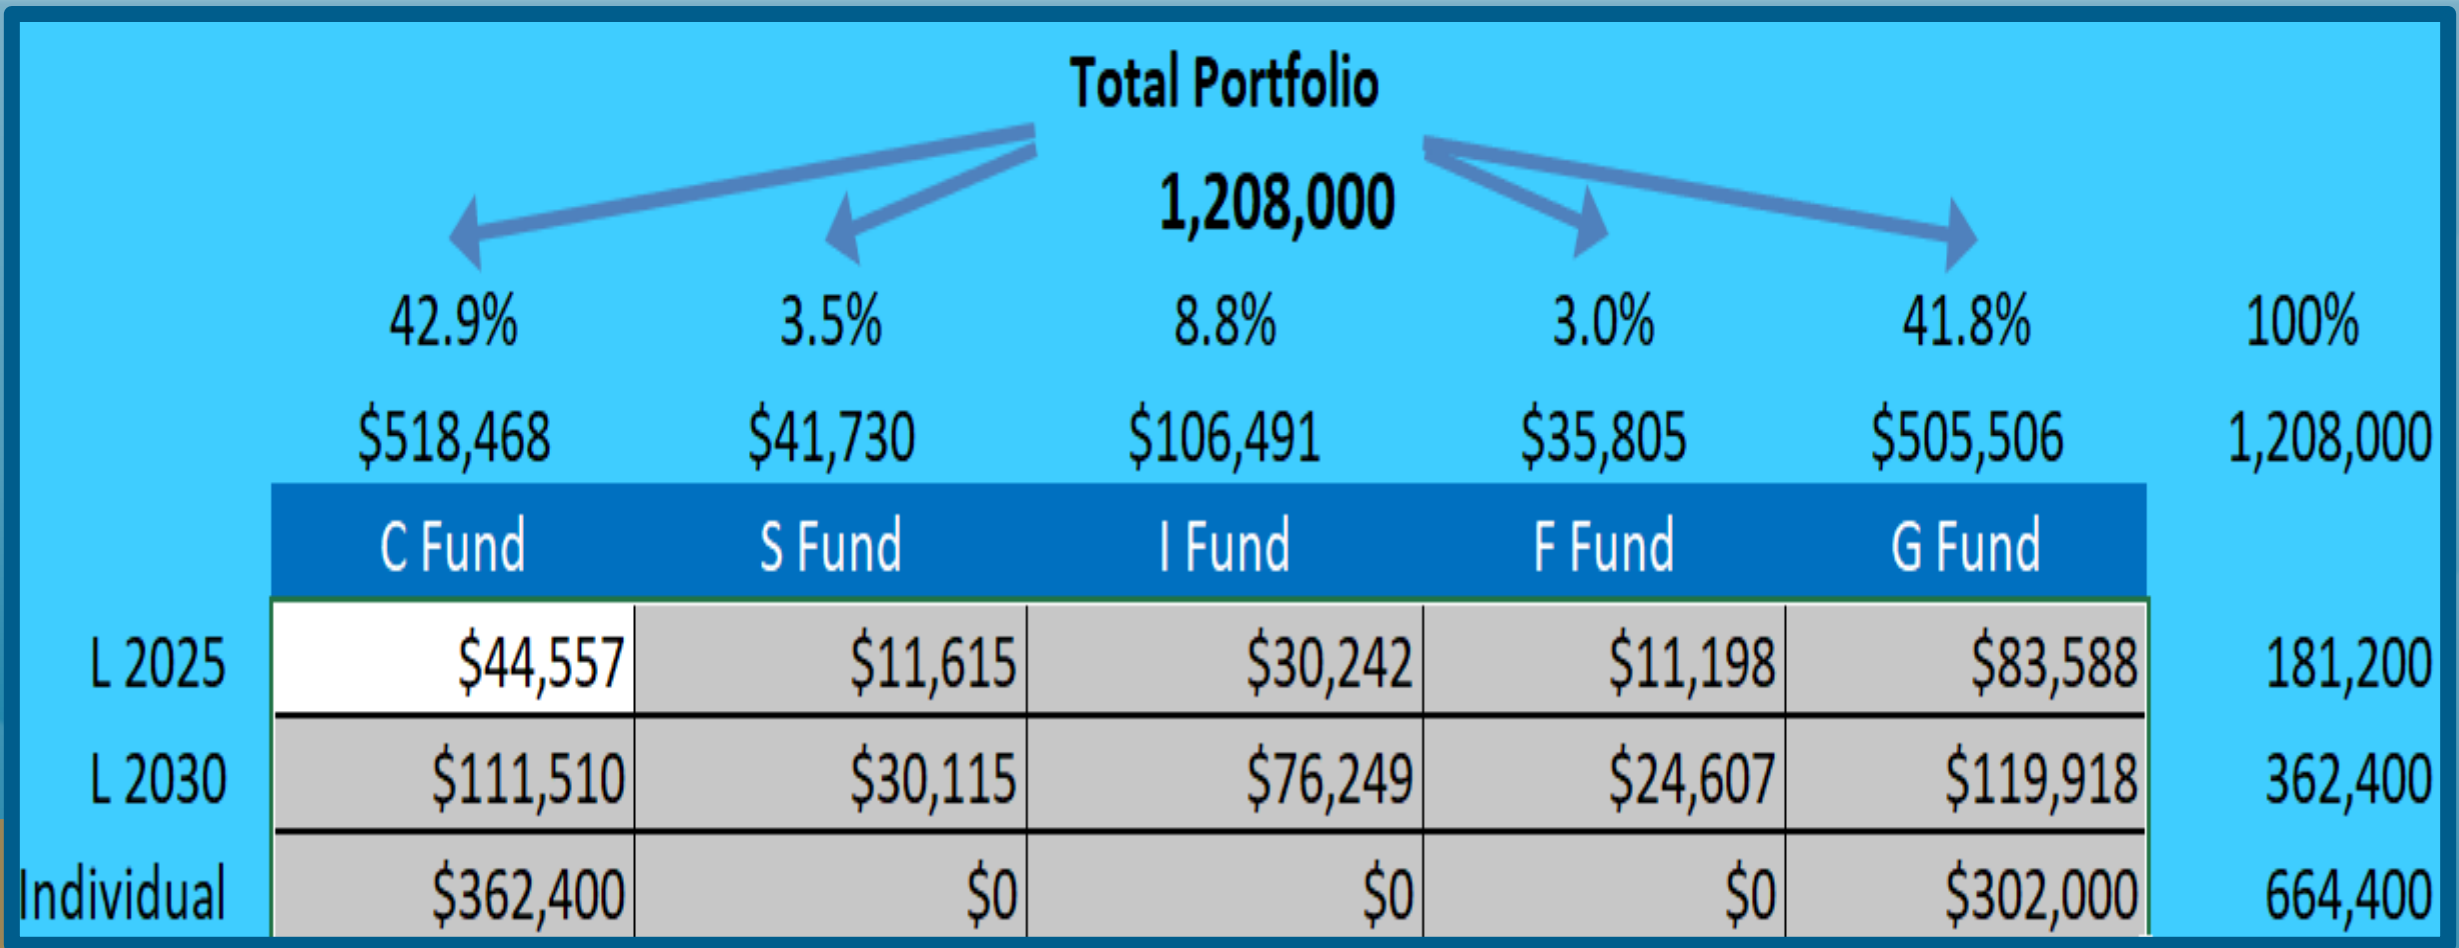 Total Portfolio
1,208,000
42.9% 3.5% 8.8% 3.0% 41.8% 100%
$518,468 $41,730 $106,491 $35,805 $505,506 1,208,000
C Fund S Fund I Fund F Fund G Fund
L 2025 $44,557 $11,615 $30,242 $11,198 $83,588 181,200
L 2030 $111,510 $30,115 $76,249 $24,607 $119,918 362,400
Individual $362,400 $0 $0 $0 $302,000 664,400